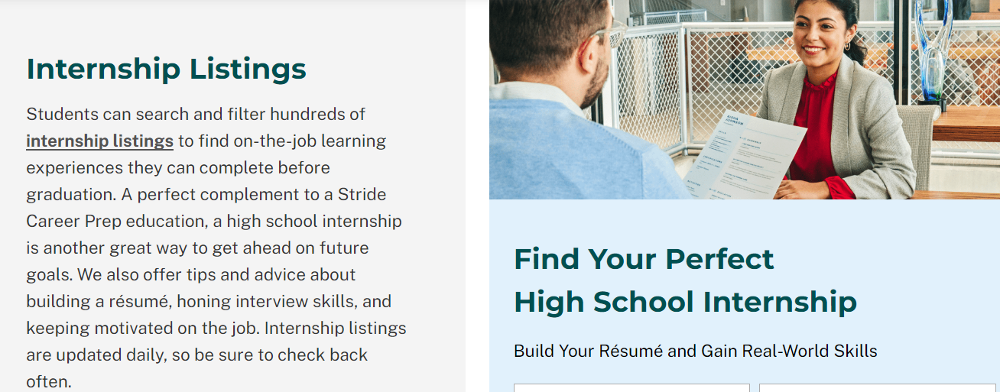 Internship Listings
Students can search and filter hundreds of
internship listings to find on-the-job learning
experiences they can complete before
graduation. A perfect complement to a Stride
Career Prep education, a high school internship
is another great way to get ahead on future
goals. We also offer tips and advice about
building a résumé, honing interview skills, and
keeping motivated on the job. Internship listings
are updated daily, so be sure to check back
often.
AISHA
JOHNSON
Find Your Perfect
High School Internship
Build Your Résumé and Gain Real-World Skills